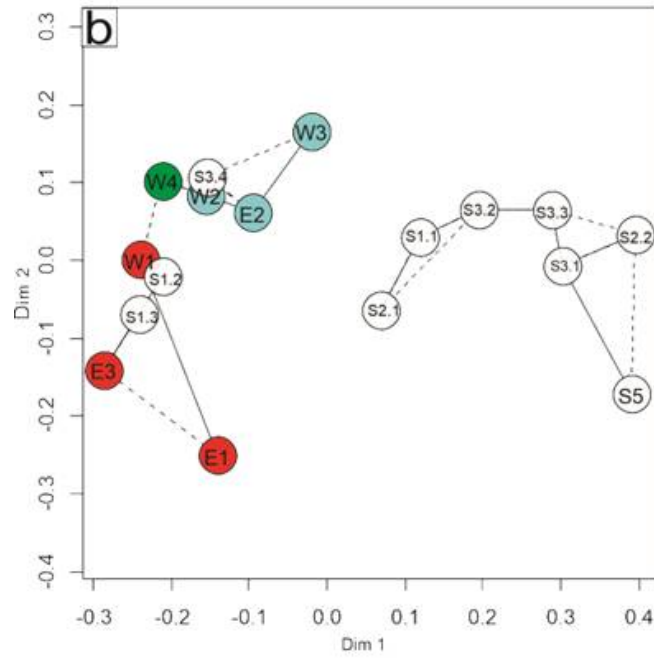 b
0.3
0.2
0.1
0.0
-0.1
-0.2
-0.3
-0.4
Dim 2
W3
S3.4
W4
W2
E2
W1
S1.2
S1.3
E3
E1
S3.2
S3.3
S1.1
S2.2
S3.1
S2.1
S5
-0.3 -0.2 -0.1 0.0 0.1 0.2 0.3 0.4
Dim 1